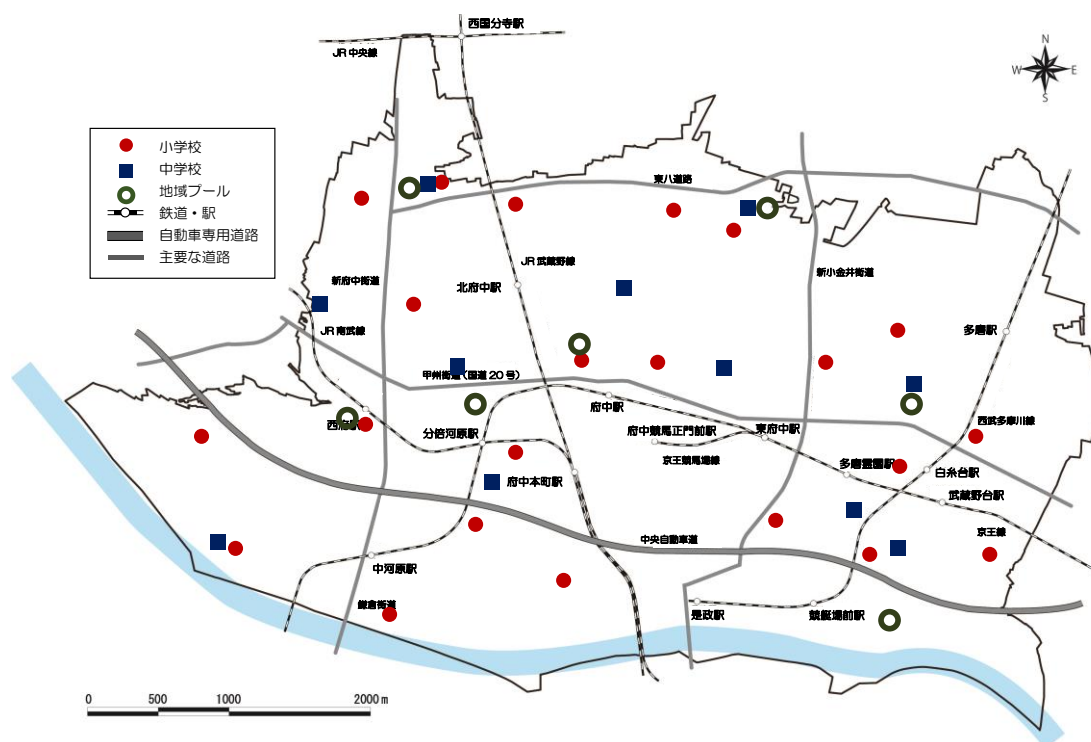 西国分寺駅
JR 中央線
N
W
E
S
小学校
中学校
地域プール
鉄道・駅
自動車専用道路
主要な道路
東八道路
JR 武蔵野線
新府中街道
北府中駅
新小金井街道
JR 南武線
多磨駅
甲州街道(国道20号)
府中駅
西府駅
分倍河原駅
府中競馬正門前駅
東府中駅
西武多摩川線
京王競馬場線
多磨霊園駅
白糸台駅
府中本町駅
武蔵野台駅
中央自動車道
京王線
中河原駅
鎌倉街道
是政駅
競艇場前駅
0 500 1000 2000 m